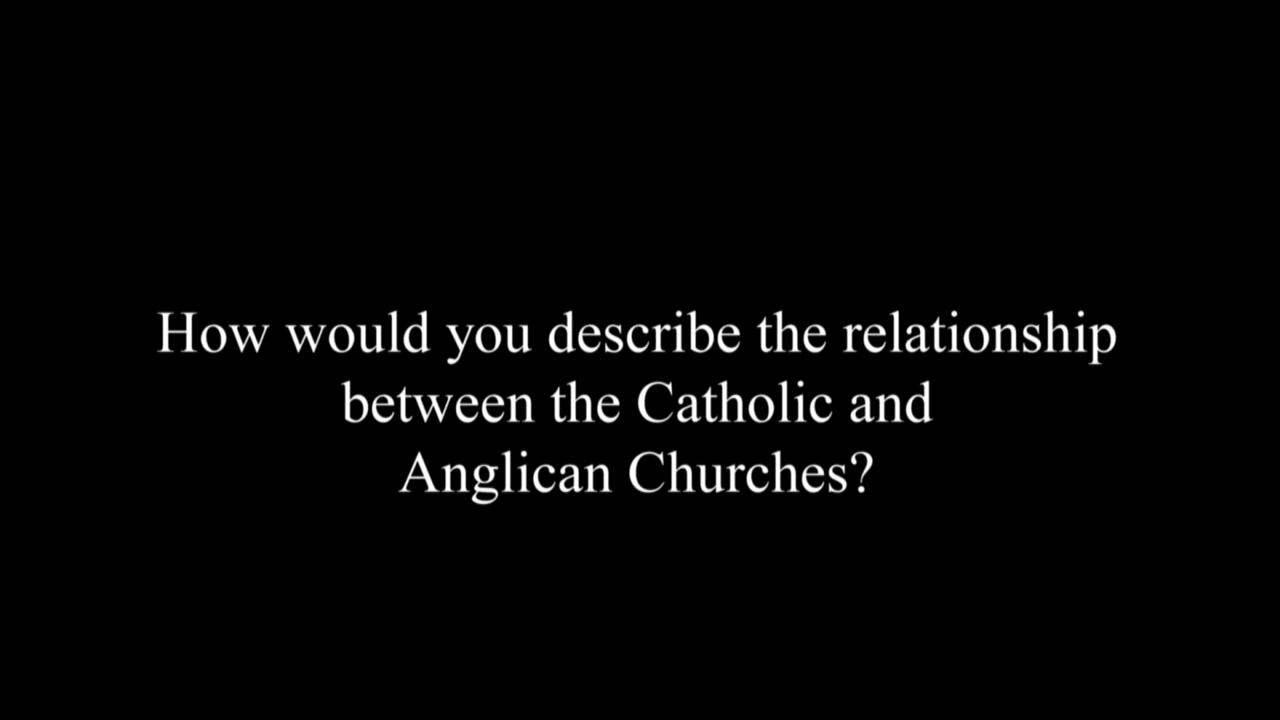 How would you describe the relationship
between the Catholic and
Anglican Churches?